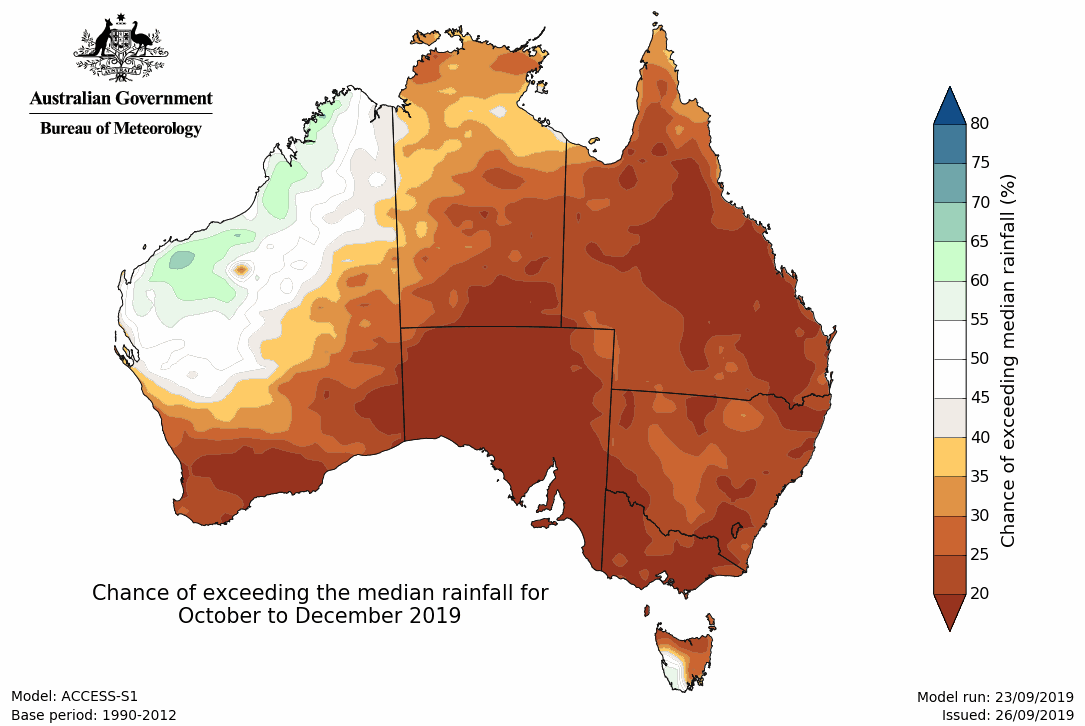 AUSTRALIA
Australian Government
Bureau of Meteorology
80
75
70
65
60
55
50
45
40
35
30
25
20
Chance of exceeding median rainfall (%)
Chance of exceeding the median rainfall for
October to December 2019
Model: ACCESS-S1
Base period: 1990-2012
Model run: 23/09/2019
Issued: 26/09/2019